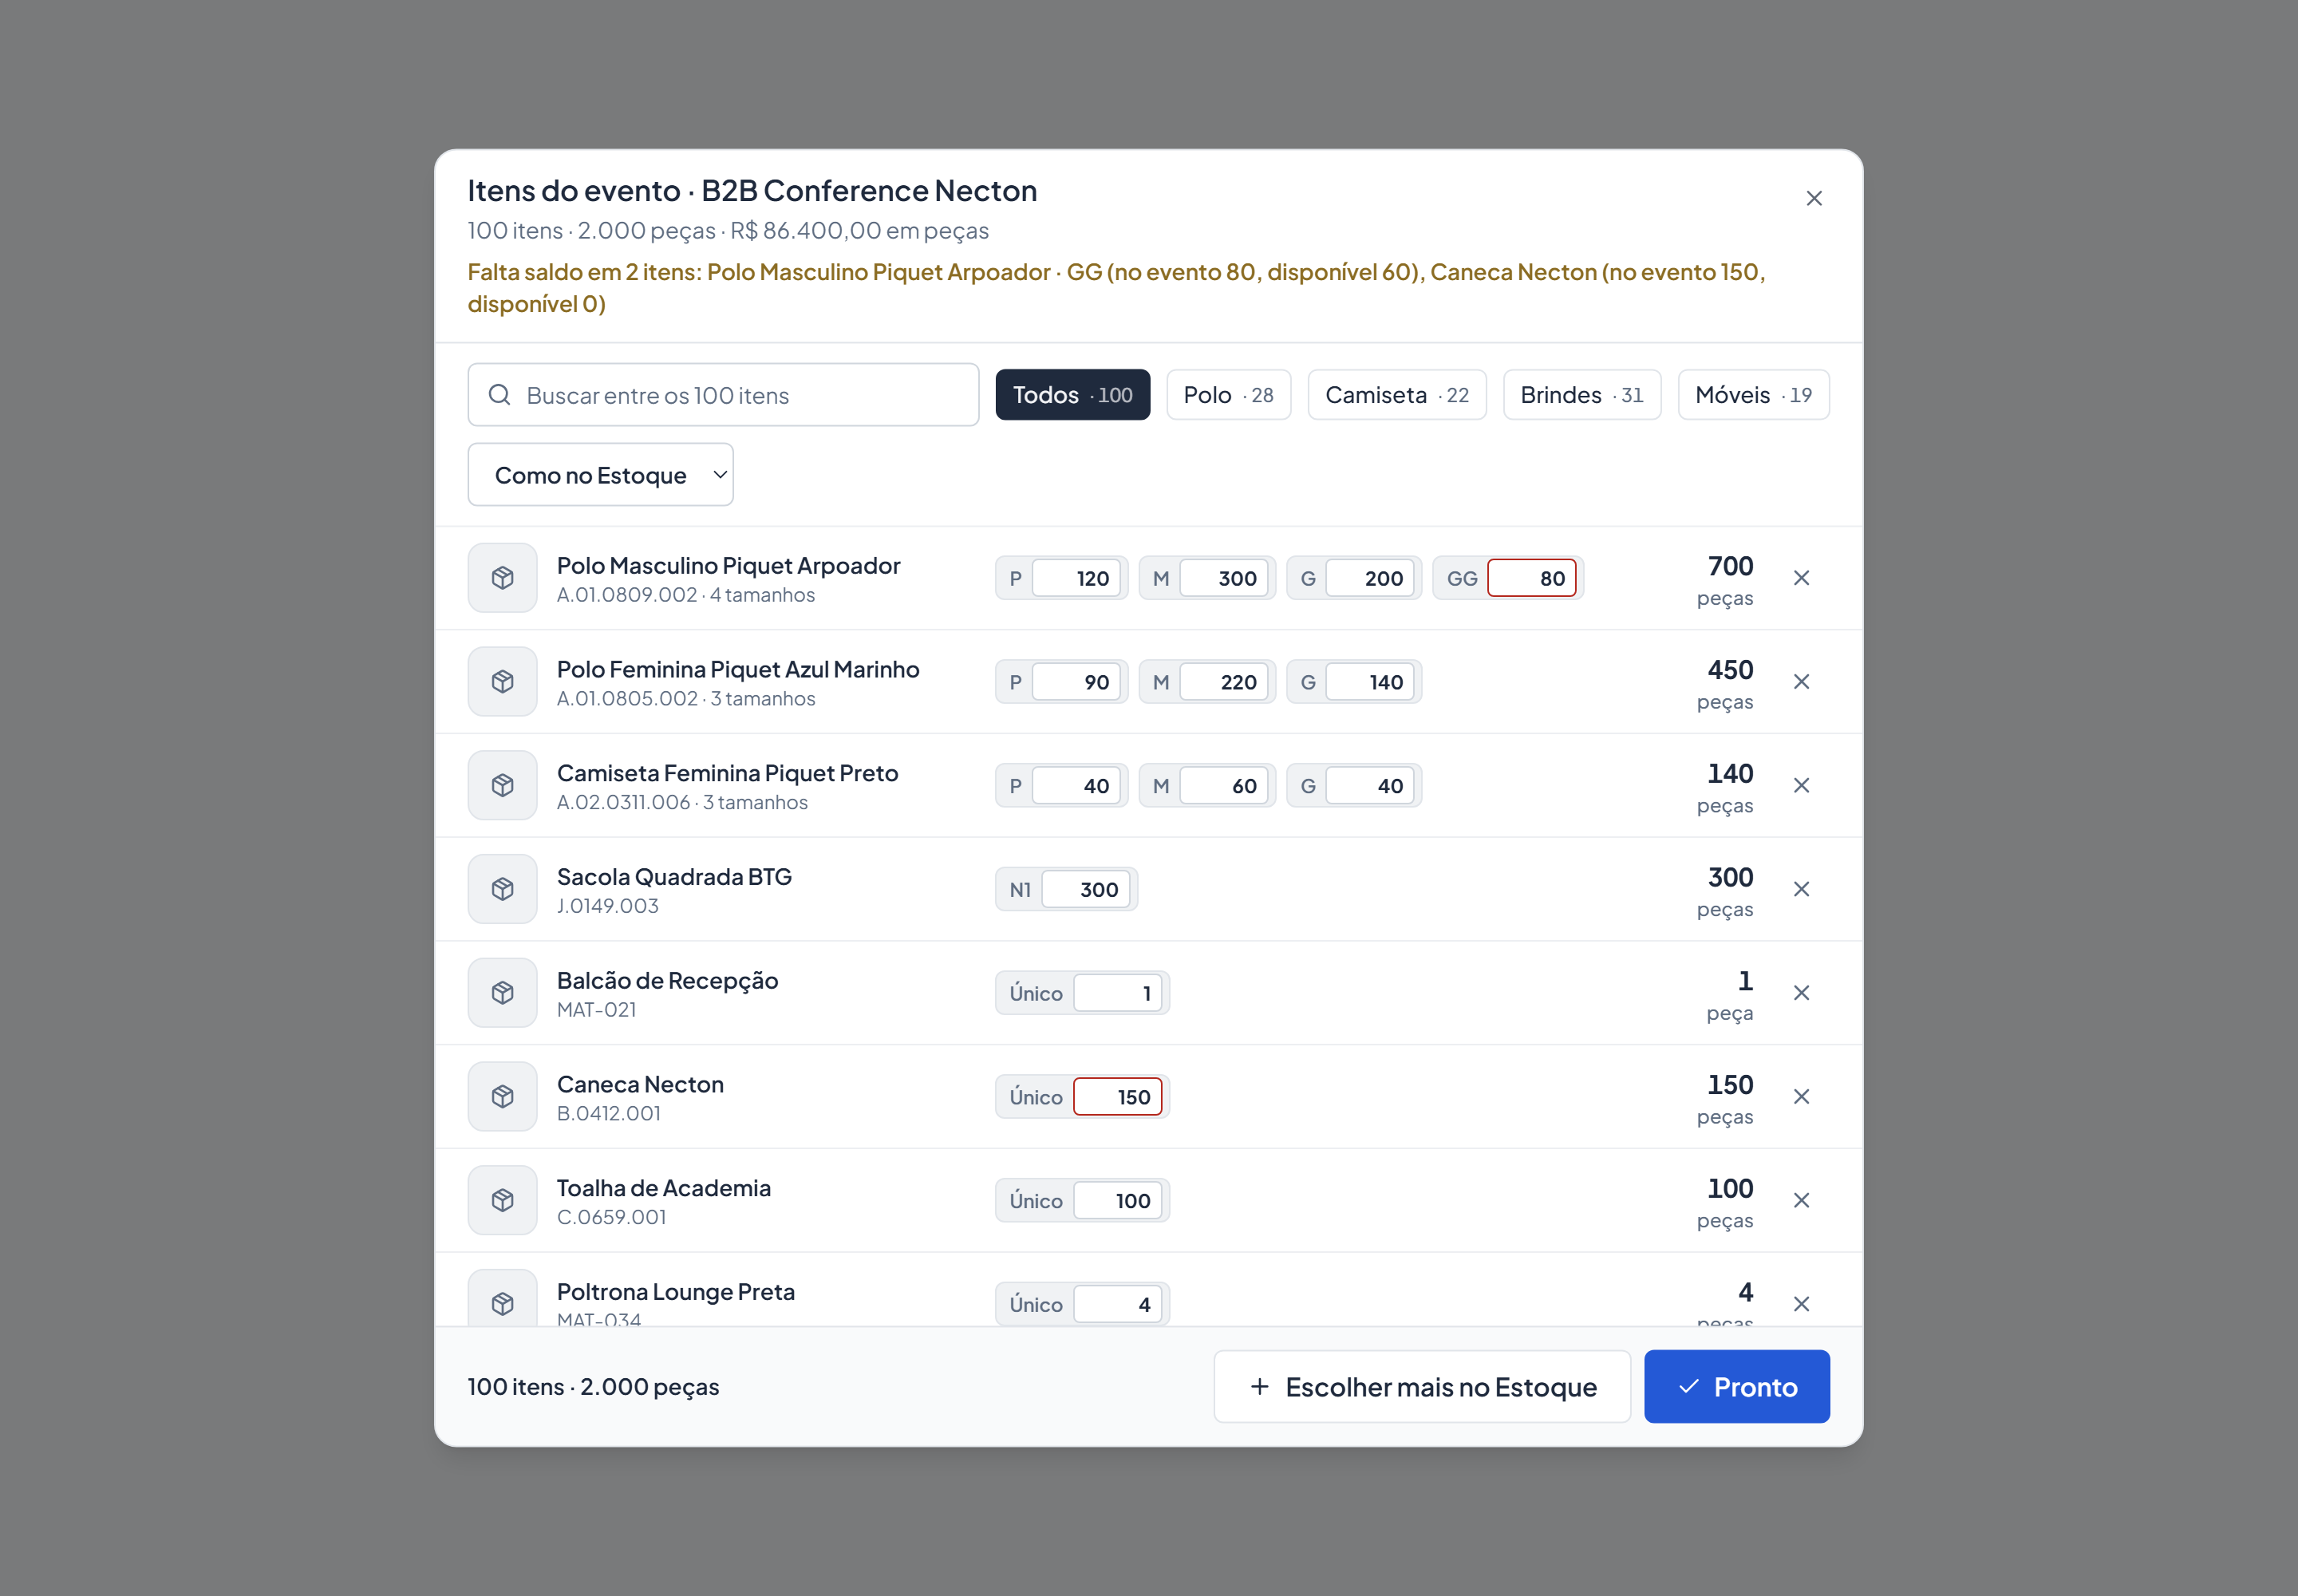 Itens do evento · B2B Conference Necton
100 itens · 2.000 peças · R$ 86.400,00 em peças
Falta saldo em 2 itens: Polo Masculino Piquet Arpoador · GG (no evento 80, disponível 60), Caneca Necton (no evento 150,
disponível 0)
Buscar entre os 100 itens
Todos · 100
Polo · 28
Camiseta · 22
Brindes · 31
Móveis · 19
Como no Estoque
Polo Masculino Piquet Arpoador
A.01.0809.002 · 4 tamanhos
P 120 M 300 G 200 GG 80
700
peças
Polo Feminina Piquet Azul Marinho
A.01.0805.002 · 3 tamanhos
P 90 M 220 G 140
450
peças
Camiseta Feminina Piquet Preto
A.02.0311.006 · 3 tamanhos
P 40 M 60 G 40
140
peças
Sacola Quadrada BTG
J.0149.003
N1 300
300
peças
Balcão de Recepção
MAT-021
Único 1
1
peça
Caneca Necton
B.0412.001
Único 150
150
peças
Toalha de Academia
C.0659.001
Único 100
100
peças
Poltrona Lounge Preta
MAT-034
Único 4
4
peças
100 itens · 2.000 peças
Escolher mais no Estoque
Pronto